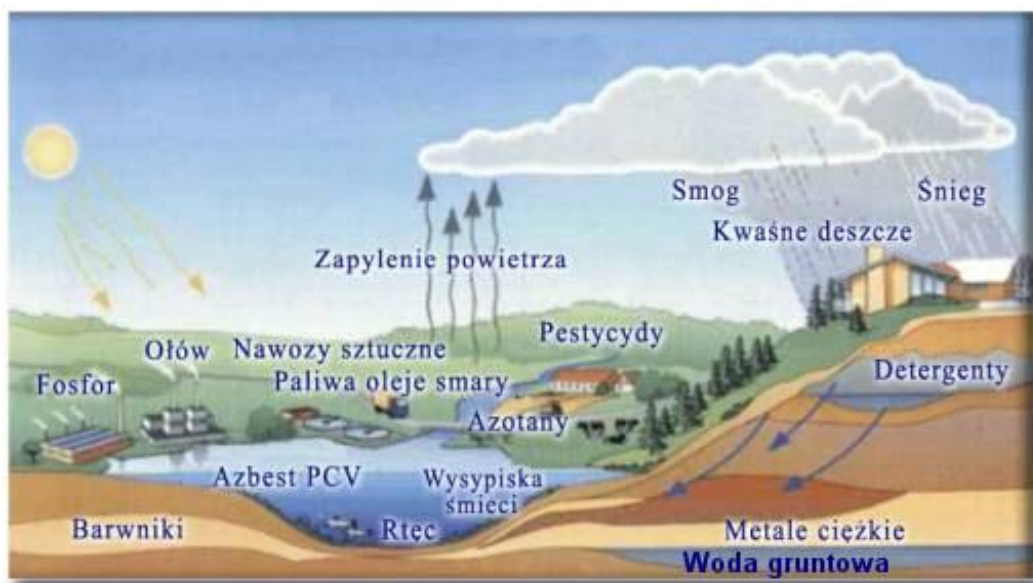 Smog
Śnieg
Kwaśne deszcze
Zapylenie powietrza
Pestycydy
Ołów
Nawozy sztuczne
Fosfor
Paliwa oleje smary
Detergenty
Azotany
Azbest PCV
Wysypiska
śmieci
Barwniki
Rtęc
Metale ciężkie
Woda gruntowa